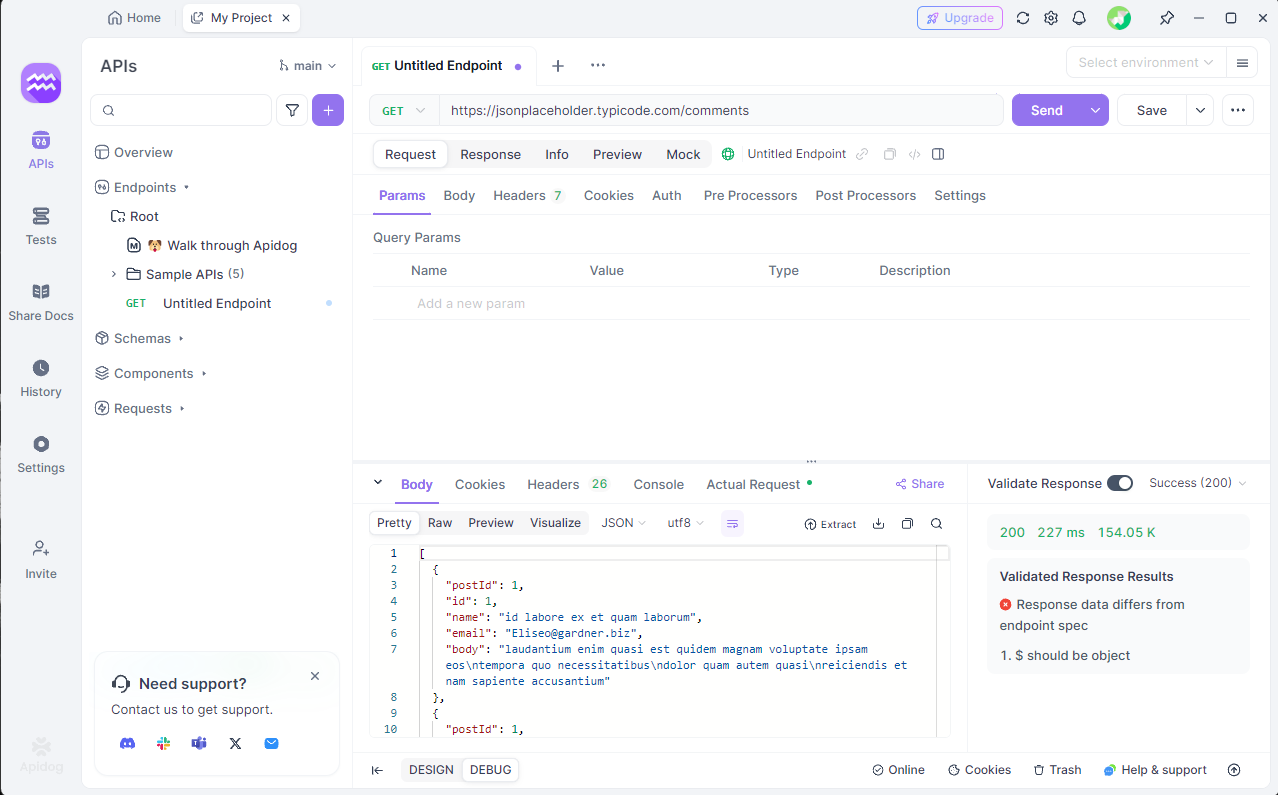 Home
My Project
Upgrade
APIs
main
GET Untitled Endpoint
Select environment
GET
https://jsonplaceholder.typicode.com/comments
Send
Save
Request Response Info Preview Mock Untitled Endpoint
Params Body Headers 7 Cookies Auth Pre Processors Post Processors Settings
Query Params
Name Value Type Description
Add a new param
APIs
Tests
Share Docs
History
Settings
Invite
Apidog
Overview
Endpoints
Root
Walk through Apidog
Sample APIs (5)
GET Untitled Endpoint
Schemas
Components
Requests
Need support?
Contact us to get support.
Body Cookies Headers 26 Console Actual Request
Share
Pretty Raw Preview Visualize JSON utf8
Extract
1 [
2 {
3 "postId": 1,
4 "id": 1,
5 "name": "id labore ex et quam laborum",
6 "email": "Eliseo@gardner.biz",
7 "body": "laudantium enim quasi est quidem magnam voluptate ipsam
eos\ntempora quo necessitatibus\ndolor quam autem quasi\nreiciendis et
nam sapiente accusantium"
8 },
9 {
10 "postId": 1,
Validate Response
Success (200)
200 227 ms 154.05 K
Validated Response Results
Response data differs from
endpoint spec
1. $ should be object
DESIGN DEBUG
Online Cookies Trash Help & support